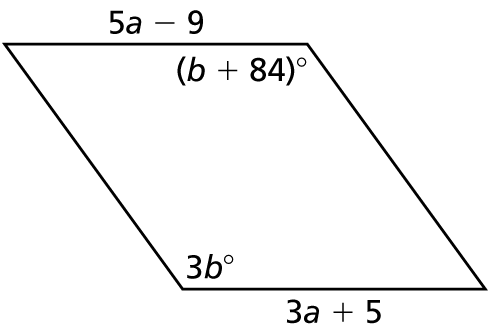 5a − 9
(b + 84)°
3b°
3a + 5